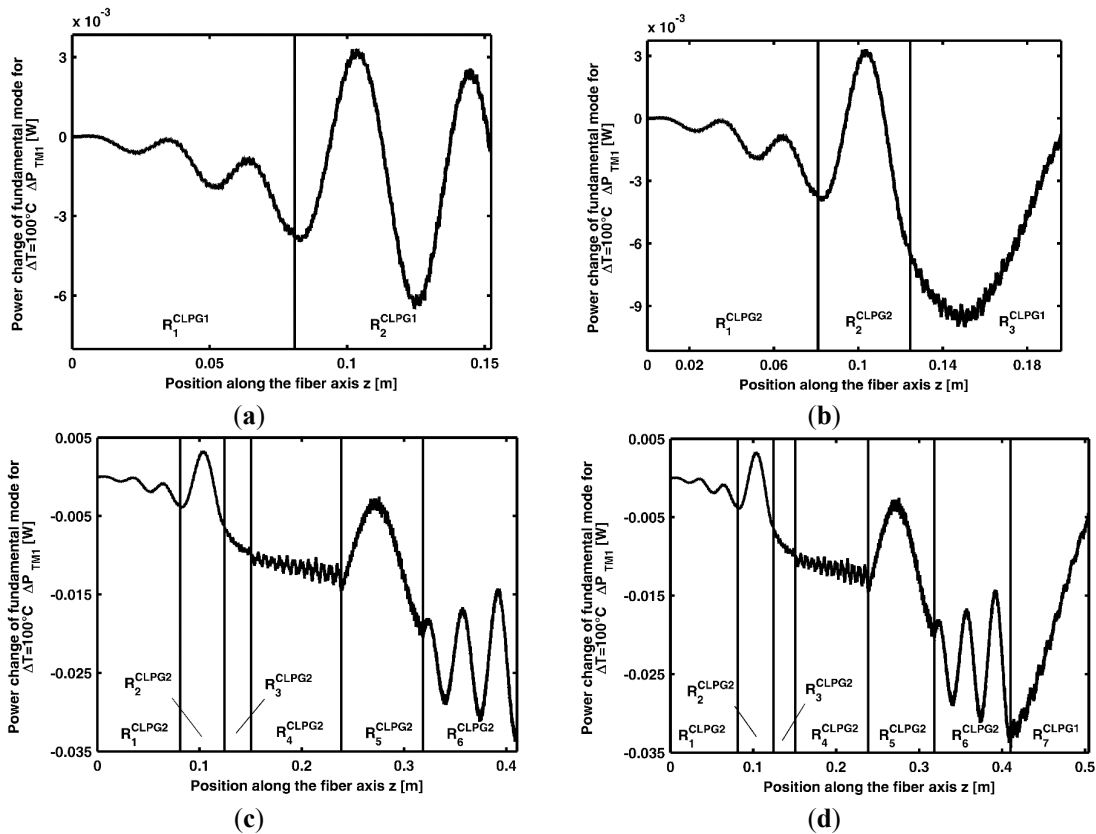 x 10⁻³
Power change of fundamental mode for
ΔT=100°C ΔP_TM1 [W]
3
0
-3
-6
R₁^CLPG1
R₂^CLPG1
0
0.05
0.1
0.15
Position along the fiber axis z [m]
(a)
x 10⁻³
Power change of fundamental mode for
ΔT=100°C ΔP_TM1 [W]
3
0
-3
-6
-9
R₁^CLPG2
R₂^CLPG2
R₃^CLPG1
0
0.02
0.06
0.1
0.14
0.18
Position along the fiber axis z [m]
(b)
Power change of fundamental mode for
ΔT=100°C ΔP_TM1 [W]
0.005
-0.005
-0.015
-0.025
-0.035
R₂^CLPG2
R₃^CLPG2
R₁^CLPG2
R₄^CLPG2
R₅^CLPG2
R₆^CLPG2
0
0.1
0.2
0.3
0.4
Position along the fiber axis z [m]
(c)
Power change of fundamental mode for
ΔT=100°C ΔP_TM1 [W]
0.005
-0.005
-0.015
-0.025
-0.035
R₂^CLPG2
R₃^CLPG2
R₁^CLPG2
R₄^CLPG2
R₅^CLPG2
R₆^CLPG2
R₇^CLPG1
0
0.1
0.2
0.3
0.4
0.5
Position along the fiber axis z [m]
(d)